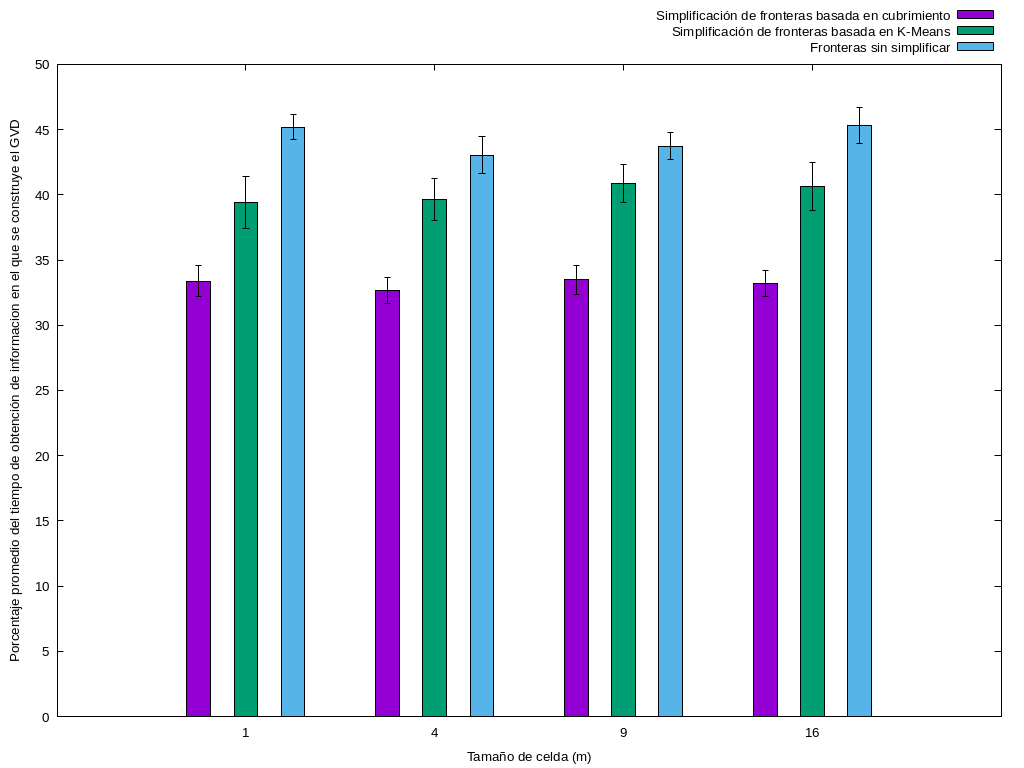 Simplificación de fronteras basada en cubrimiento
Simplificación de fronteras basada en K-Means
Fronteras sin simplificar
50
45
40
35
30
25
20
15
10
5
0
Porcentaje promedio del tiempo de obtención de informacion en el que se construye el GVD
1 4 9 16
Tamaño de celda (m)